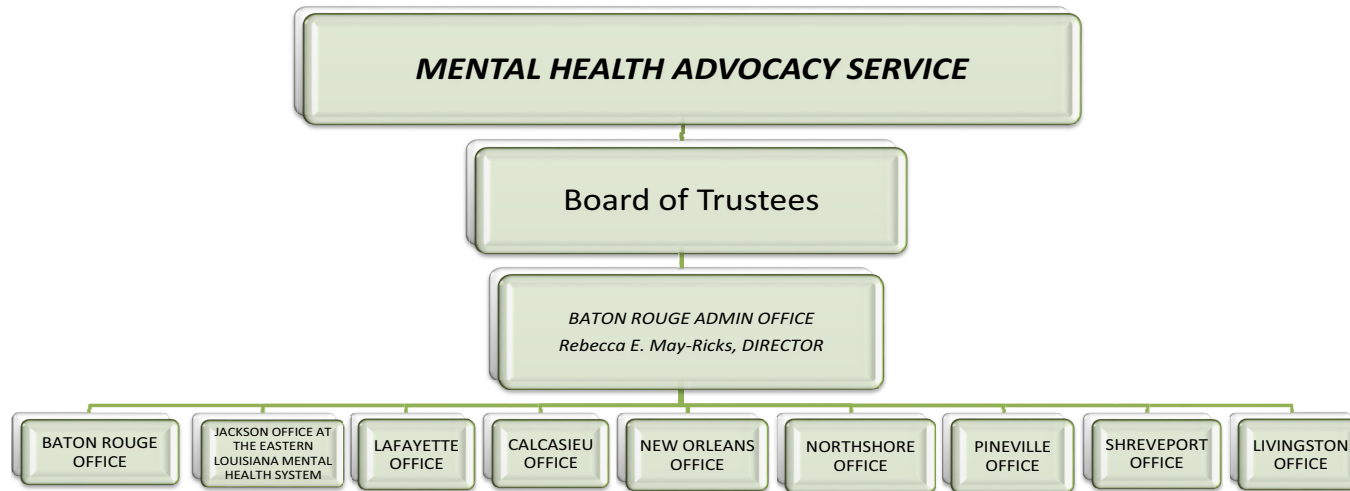 MENTAL HEALTH ADVOCACY SERVICE
Board of Trustees
BATON ROUGE ADMIN OFFICE
Rebecca E. May-Ricks, DIRECTOR
BATON ROUGE
OFFICE
JACKSON OFFICE AT
THE EASTERN
LOUISIANA MENTAL
HEALTH SYSTEM
LAFAYETTE
OFFICE
CALCASIEU
OFFICE
NEW ORLEANS
OFFICE
NORTHSHORE
OFFICE
PINEVILLE
OFFICE
SHREVEPORT
OFFICE
LIVINGSTON
OFFICE